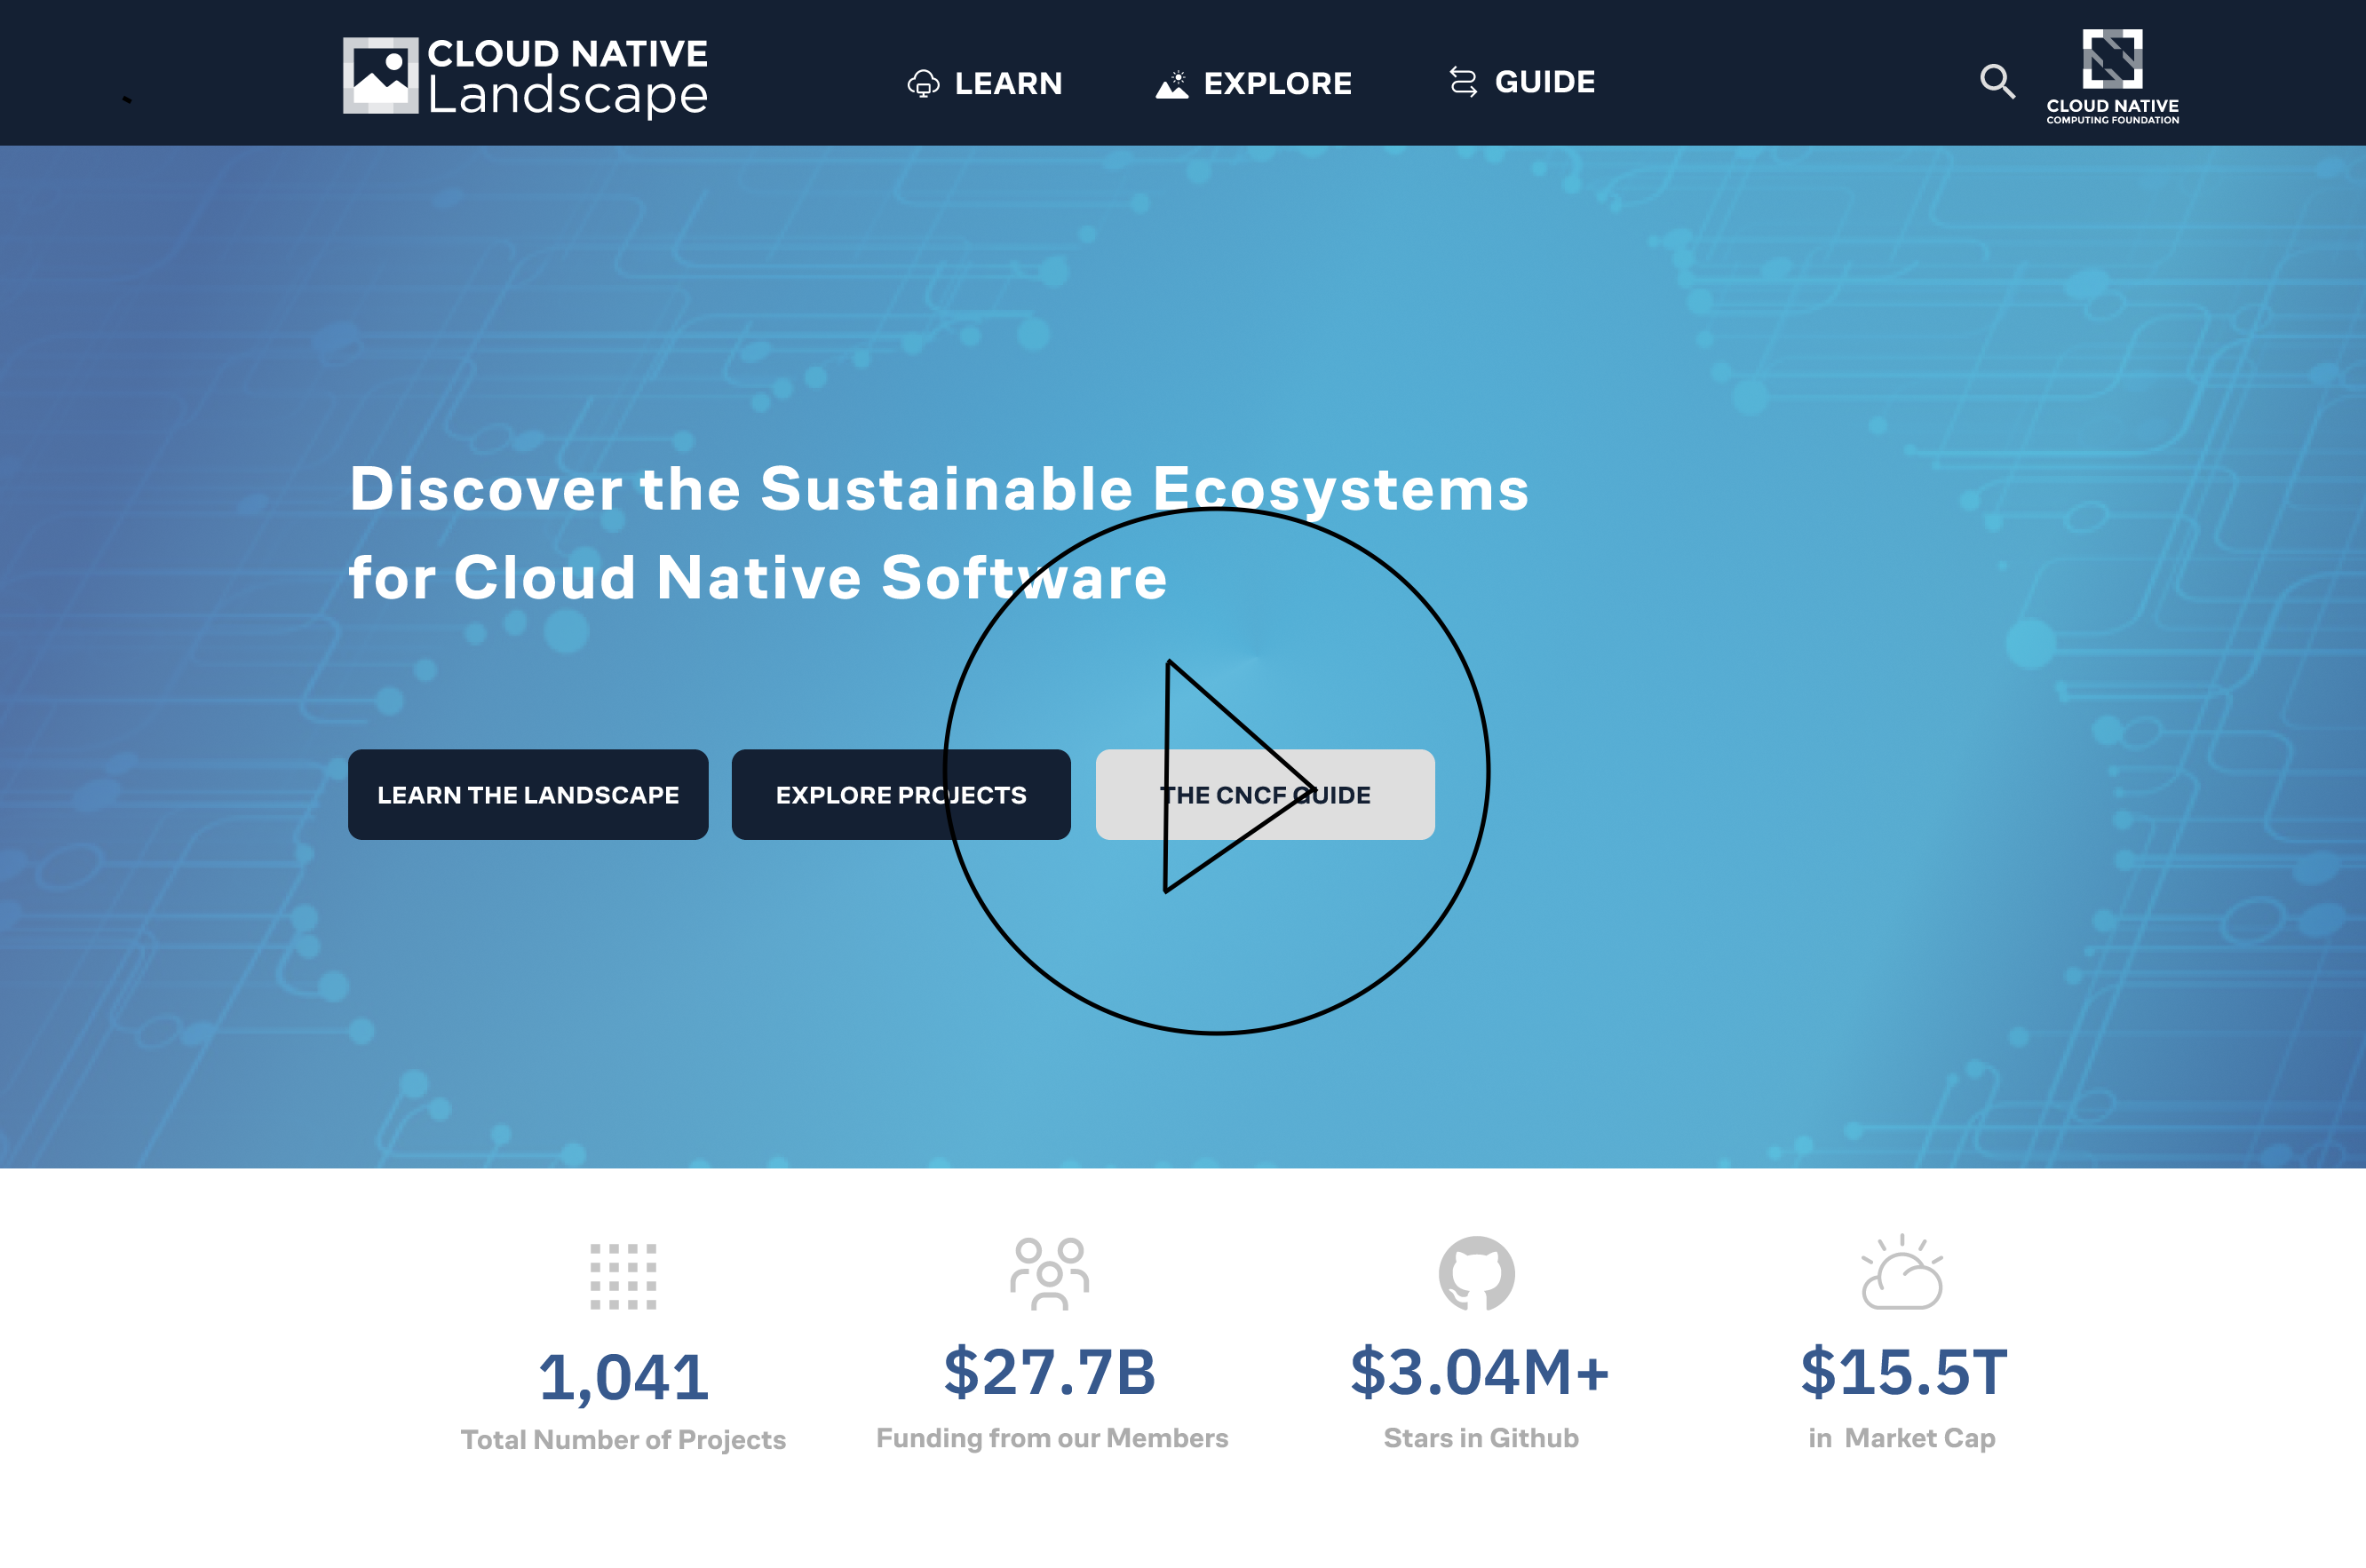 CLOUD NATIVE
Landscape
LEARN
EXPLORE
GUIDE
CLOUD NATIVE
COMPUTING FOUNDATION
Discover the Sustainable Ecosystems
for Cloud Native Software
LEARN THE LANDSCAPE
EXPLORE PROJECTS
THE CNCF GUIDE
1,041
Total Number of Projects
$27.7B
Funding from our Members
$3.04M+
Stars in Github
$15.5T
in  Market Cap